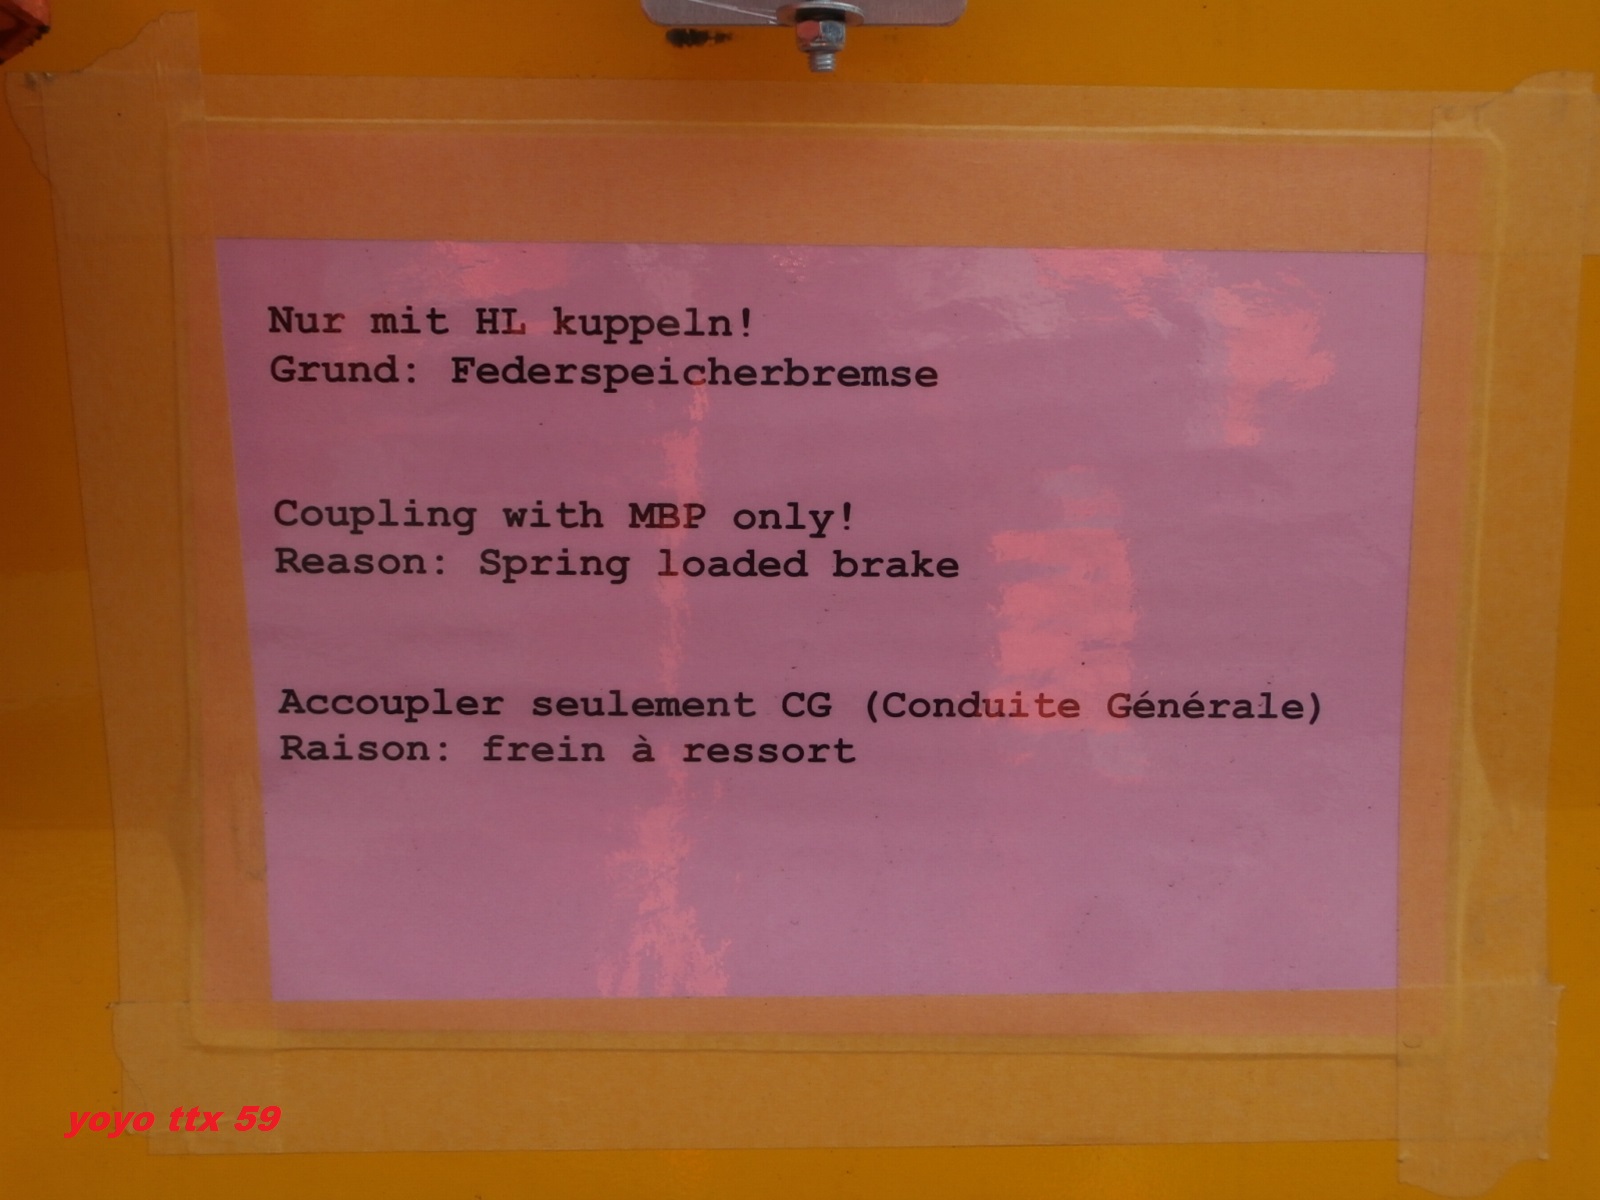 Nur mit HL kuppeln!
Grund: Federspeicherbremse
Coupling with MBP only!
Reason: Spring loaded brake
Accoupler seulement CG (Conduite Générale)
Raison: frein à ressort
yoyo ttx 59